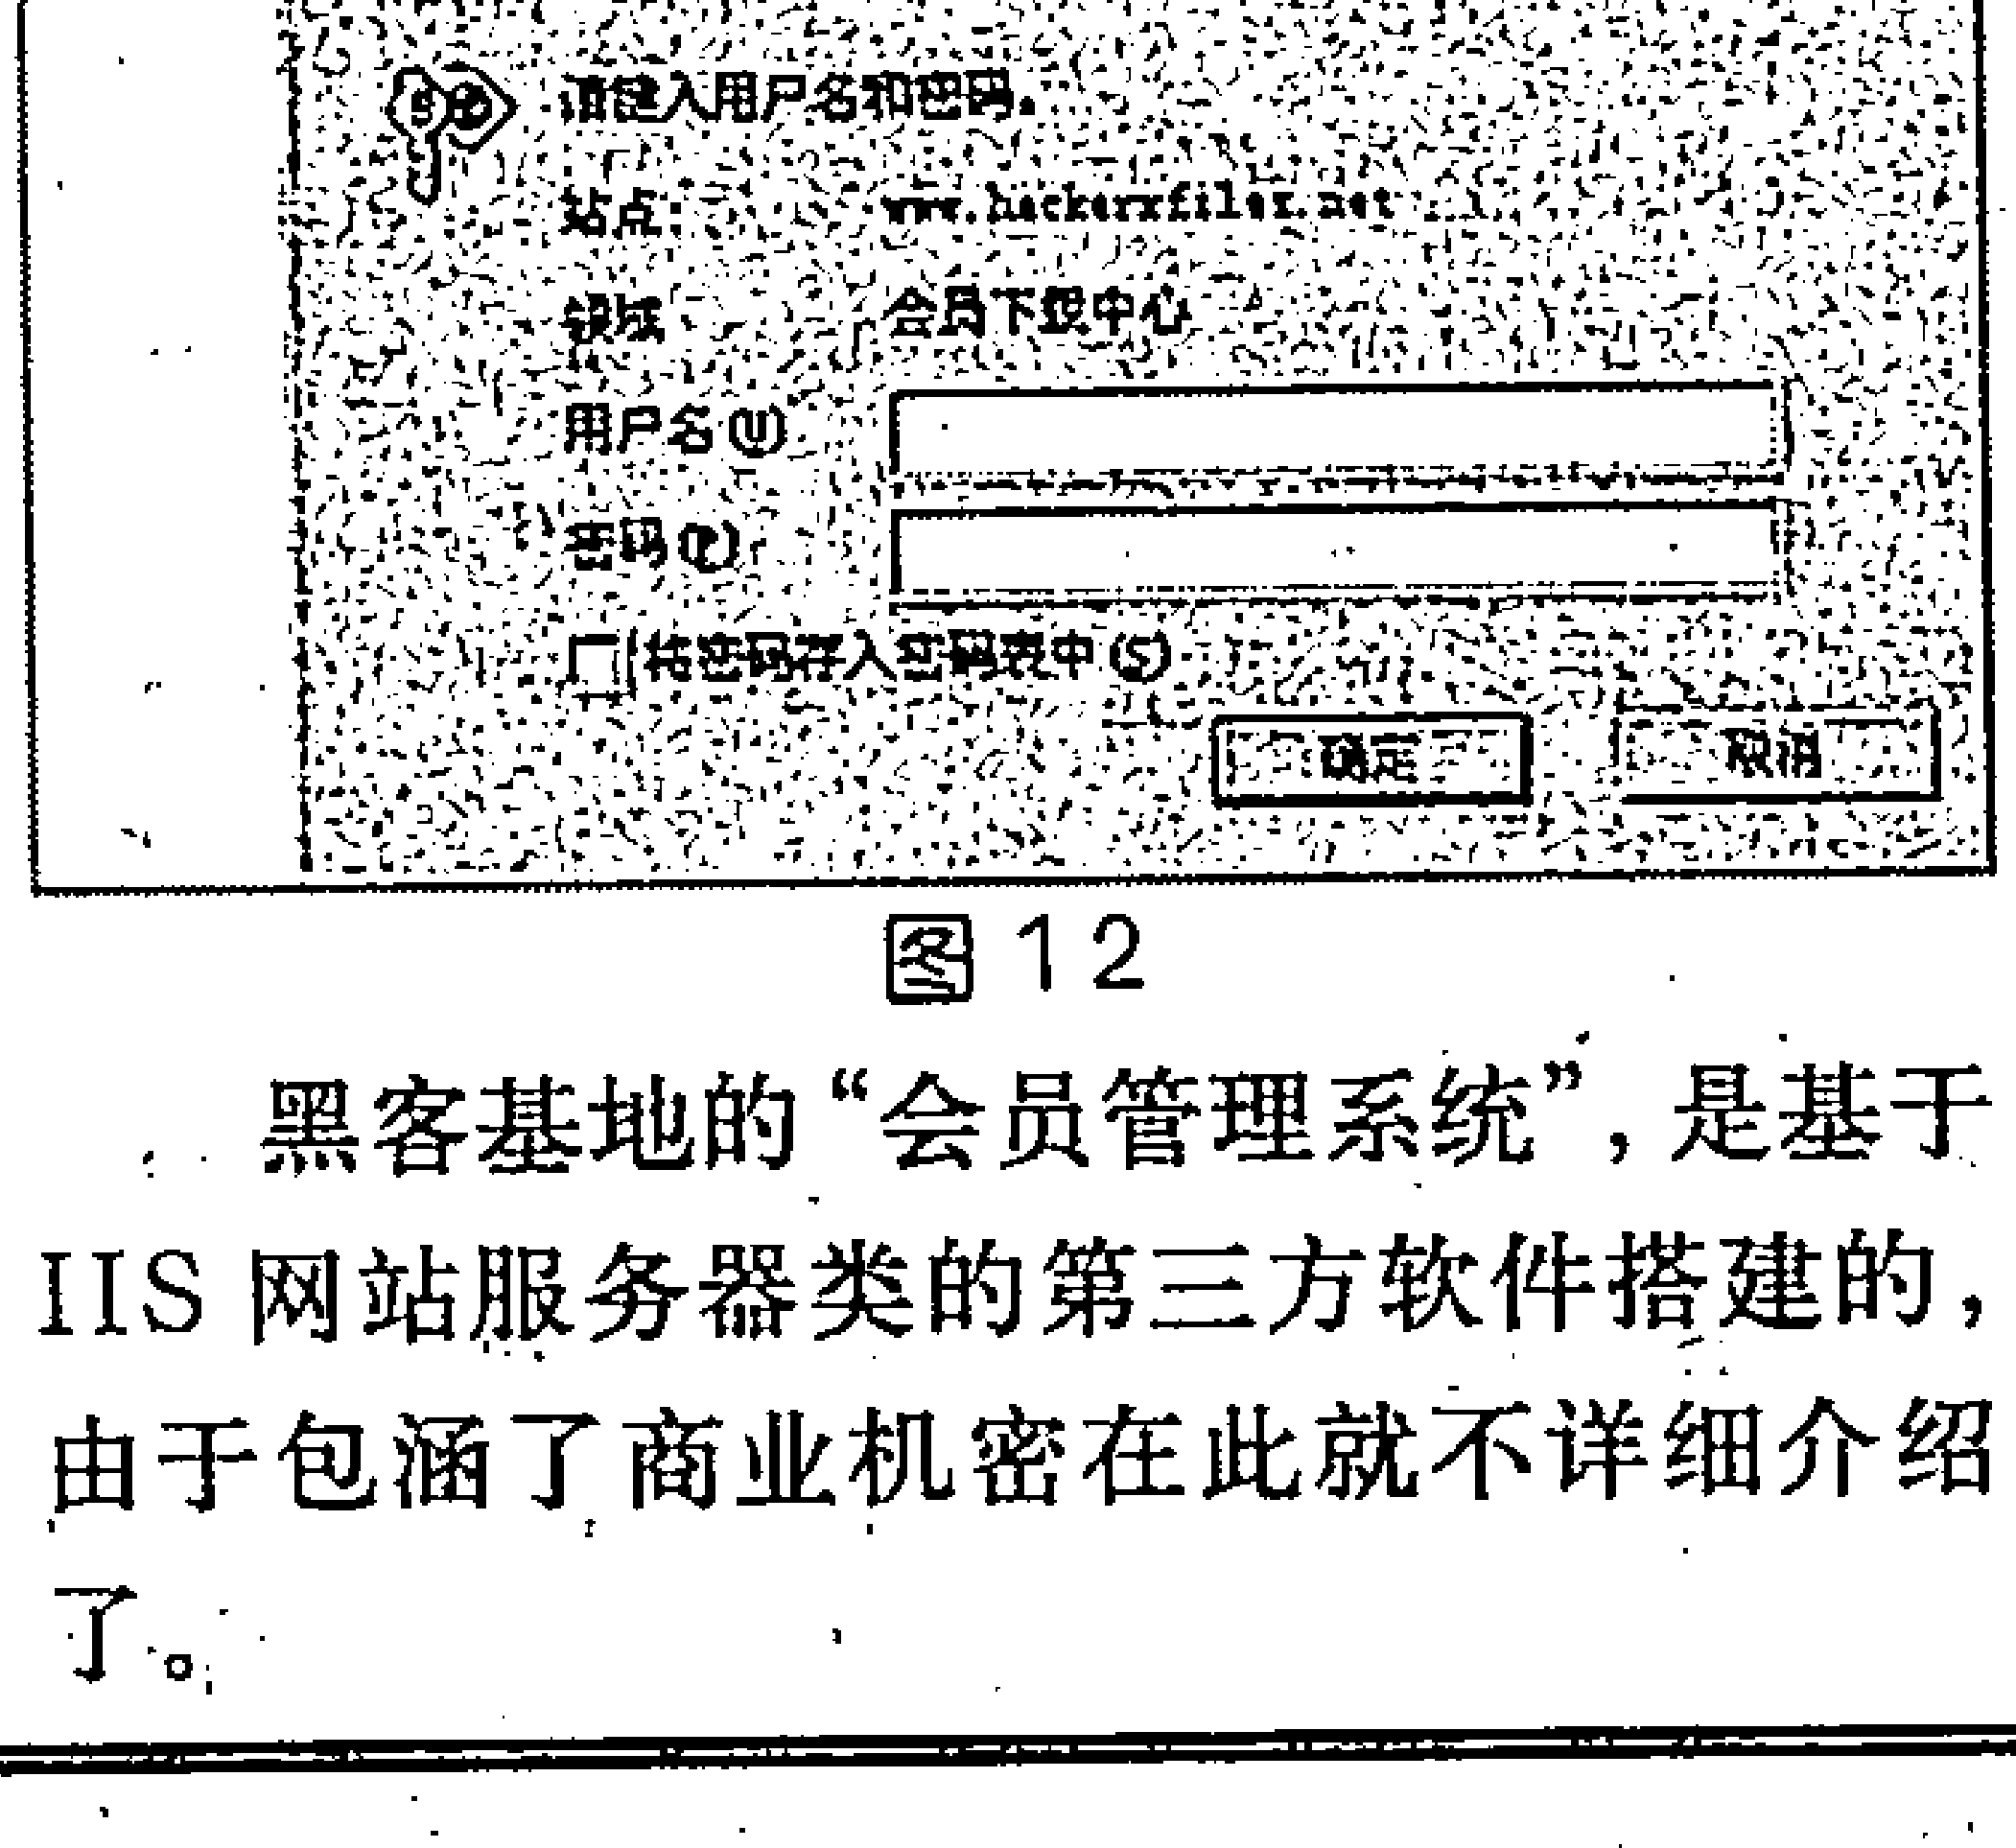 请键入用户名和密码。
站点 www.hackerxfiles.net
领域 会员下载中心
用户名(U)
密码(P)
将密码存入密码表中(S)
确定 取消
图12
黑客基地的“会员管理系统”,是基于
IIS 网站服务器类的第三方软件搭建的,
由于包涵了商业机密在此就不详细介绍
了。